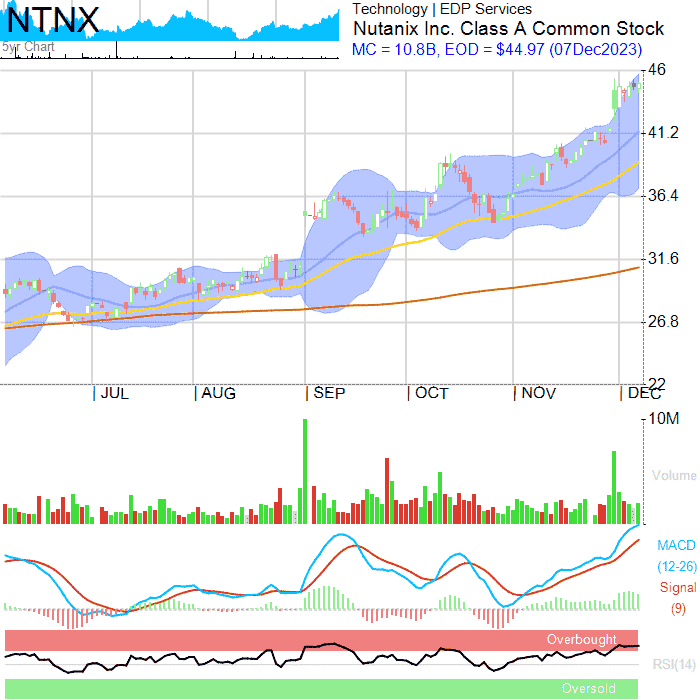 NTNX
5yr Chart
Technology | EDP Services
Nutanix Inc. Class A Common Stock
MC = 10.8B, EOD = $44.97 (07Dec2023)
46
41.2
36.4
31.6
26.8
22
JUL AUG SEP OCT NOV DEC
10M
Volume
MACD
(12-26)
Signal
(9)
Overbought
RSI(14)
Oversold